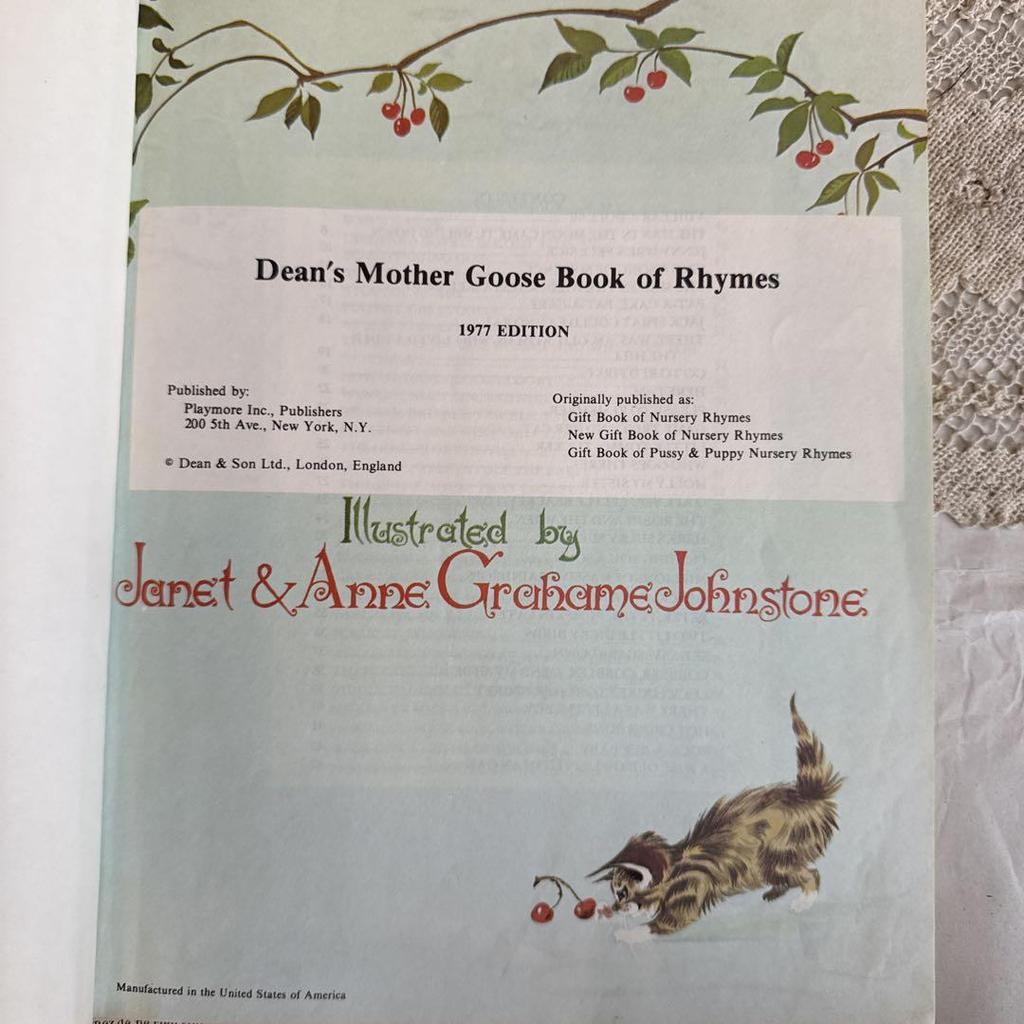 Dean's Mother Goose Book of Rhymes
1977 EDITION
Published by:
Playmore Inc., Publishers
200 5th Ave., New York, N.Y.
© Dean & Son Ltd., London, England
Originally published as:
Gift Book of Nursery Rhymes
New Gift Book of Nursery Rhymes
Gift Book of Pussy & Puppy Nursery Rhymes
Illustrated by
Janet & Anne Grahame Johnstone
Manufactured in the United States of America